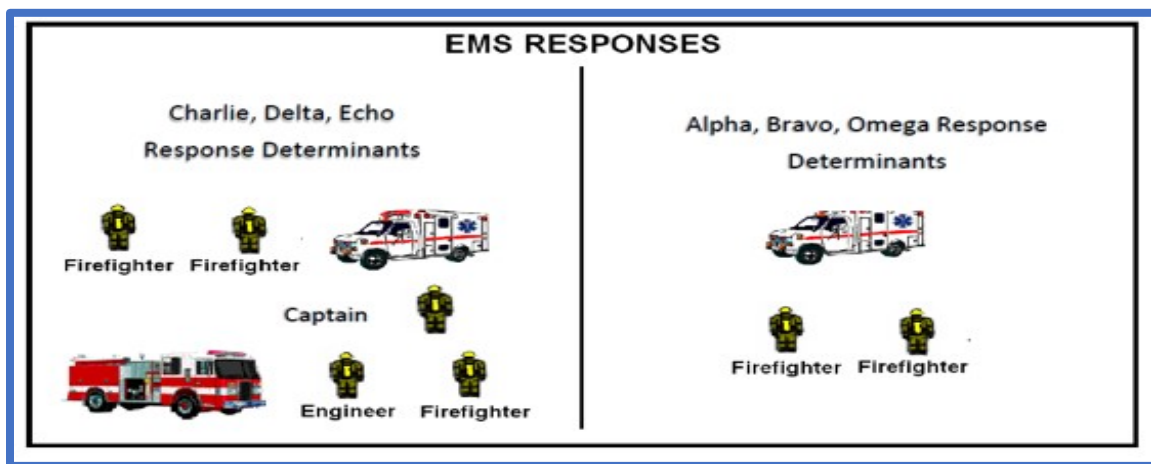 EMS RESPONSES
Charlie, Delta, Echo
Response Determinants
Firefighter Firefighter
Captain
Engineer Firefighter
Alpha, Bravo, Omega Response
Determinants
Firefighter Firefighter